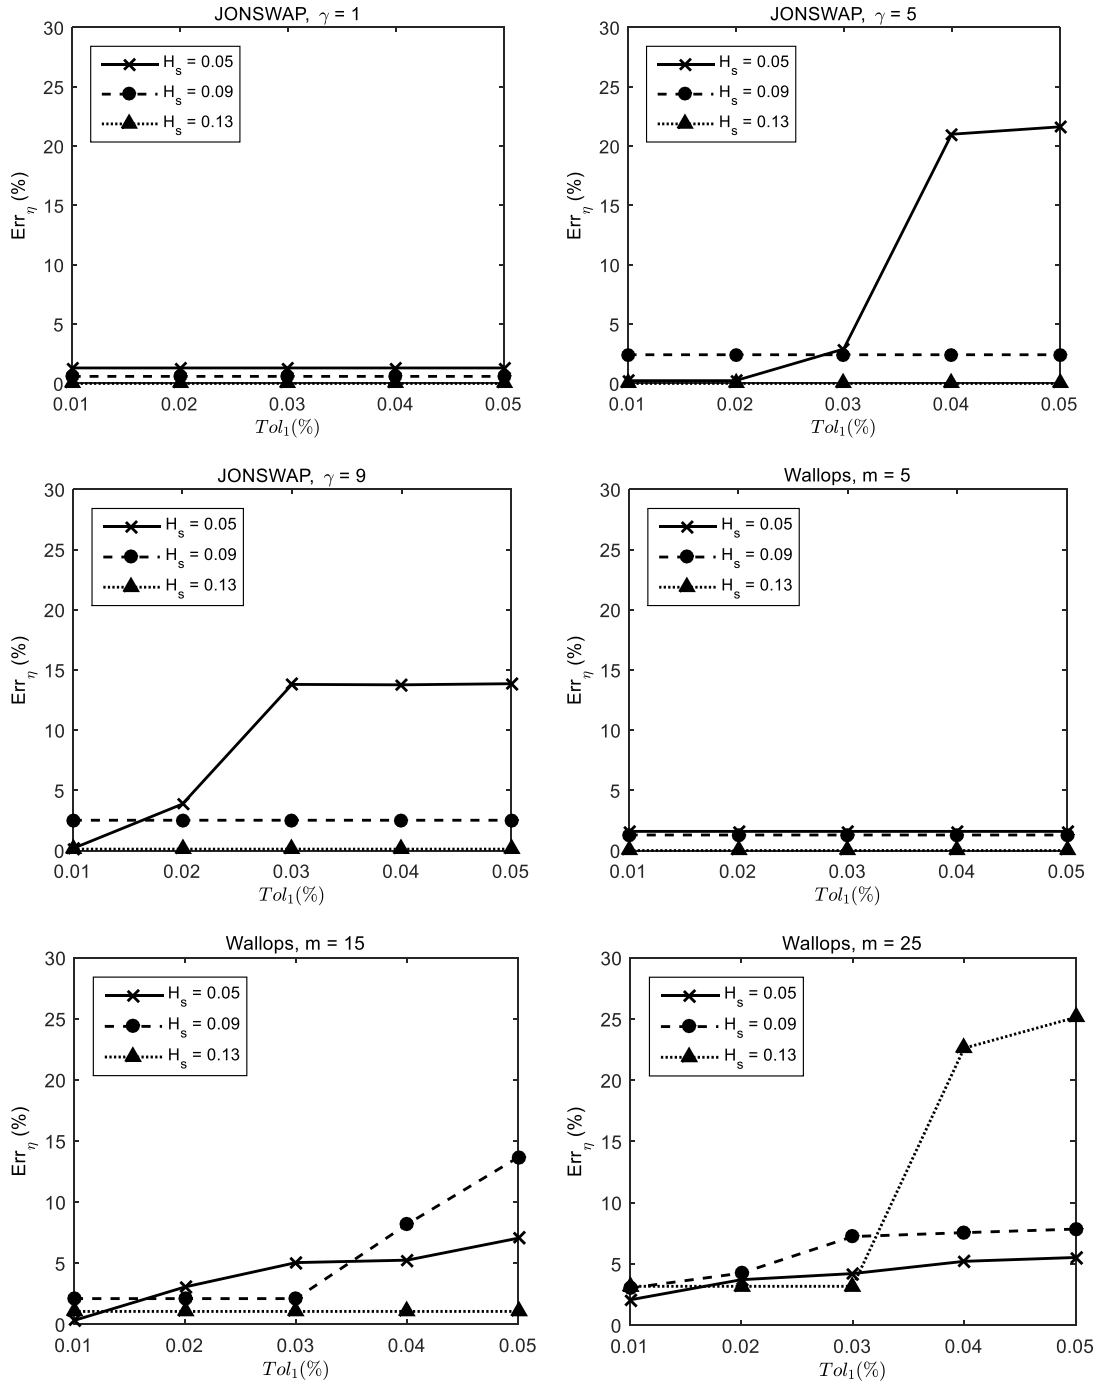 JONSWAP, γ = 1
30
25
20
15
10
5
0
Err_η (%)
H_s = 0.05
H_s = 0.09
H_s = 0.13
0.01 0.02 0.03 0.04 0.05
Tol₁(%)
JONSWAP, γ = 5
30
25
20
15
10
5
0
Err_η (%)
H_s = 0.05
H_s = 0.09
H_s = 0.13
0.01 0.02 0.03 0.04 0.05
Tol₁(%)
JONSWAP, γ = 9
30
25
20
15
10
5
0
Err_η (%)
H_s = 0.05
H_s = 0.09
H_s = 0.13
0.01 0.02 0.03 0.04 0.05
Tol₁(%)
Wallops, m = 5
30
25
20
15
10
5
0
Err_η (%)
H_s = 0.05
H_s = 0.09
H_s = 0.13
0.01 0.02 0.03 0.04 0.05
Tol₁(%)
Wallops, m = 15
30
25
20
15
10
5
0
Err_η (%)
H_s = 0.05
H_s = 0.09
H_s = 0.13
0.01 0.02 0.03 0.04 0.05
Tol₁(%)
Wallops, m = 25
30
25
20
15
10
5
0
Err_η (%)
H_s = 0.05
H_s = 0.09
H_s = 0.13
0.01 0.02 0.03 0.04 0.05
Tol₁(%)